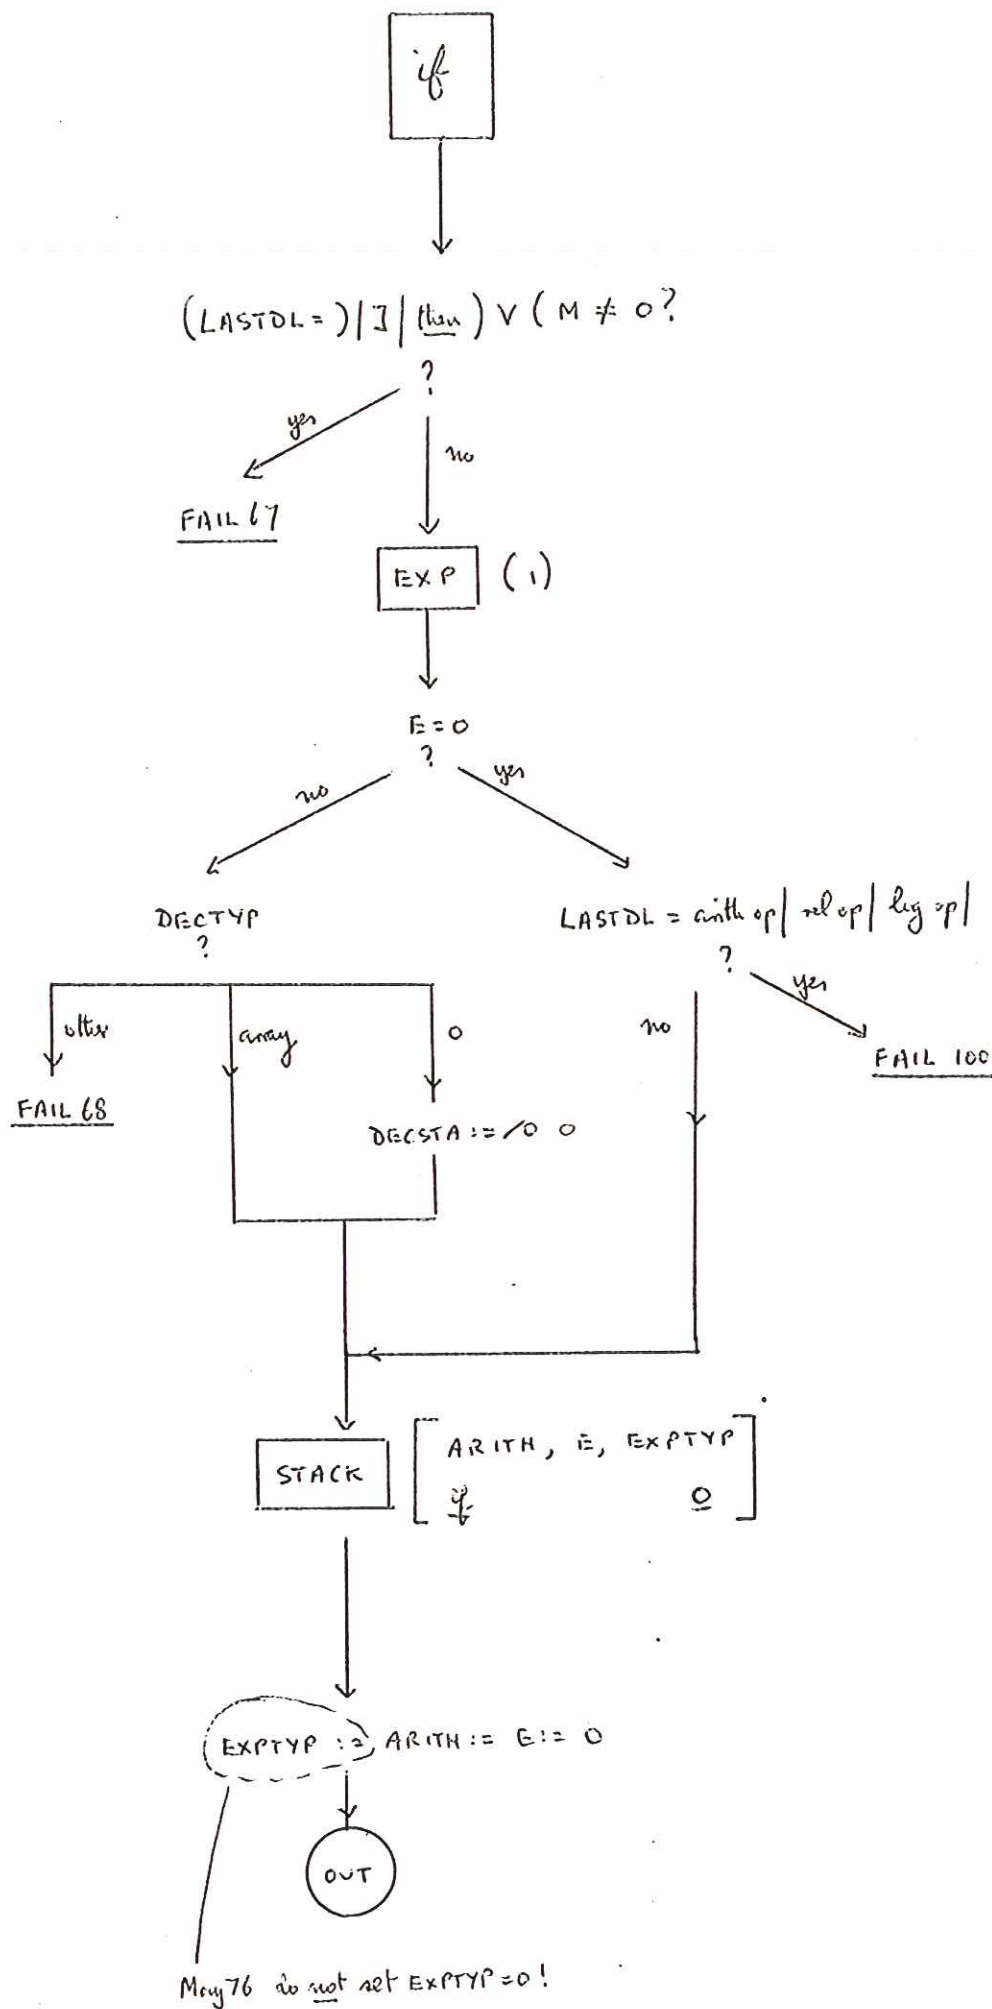 if
(LASTDL = ) | ] | then ) ∨ ( M ≠ 0 ?
?
yes
no
FAIL 67
EXP (1)
E = 0
?
no
yes
DECTYP
?
LASTDL = arith op | rel op | log op |
?
other
array
0
no
yes
FAIL 68
FAIL 100
DECSTA := 0
STACK
ARITH, E, EXPTYP
if 0
EXPTYP := ARITH := E := 0
OUT
May 76 do not set EXPTYP = 0 !